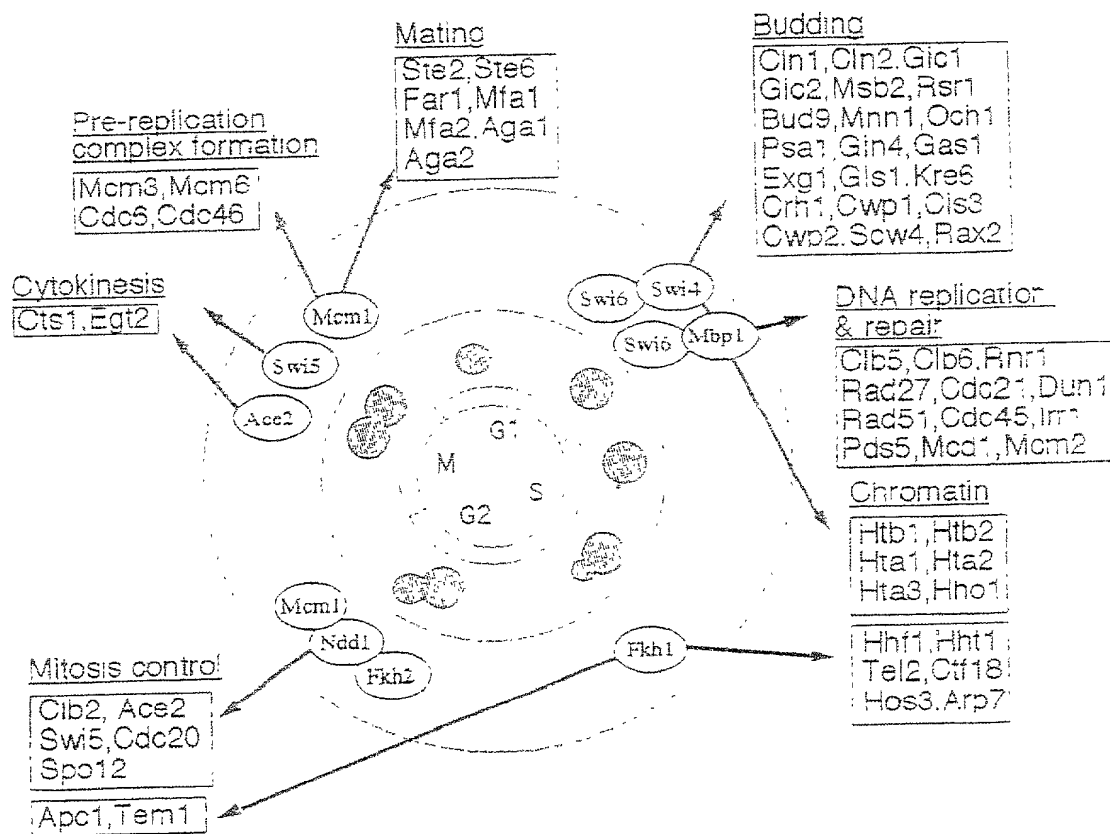 Mating
Ste2,Ste6
Far1,Mfa1
Mfa2,Aga1
Aga2
Budding
Cln1,Cln2.Gic1
Gic2,Msb2,Rsr1
Bud9,Mnn1,Och1
Psa1,Gin4,Gas1
Exg1,Gls1.Kre6
Crh1,Cwp1,Cis3
Cwp2.Scw4,Rax2
Pre-replication
complex formation
Mcm3,Mcm6
Cdc6,Cdc46
Cytokinesis
Cts1,Egt2
Mcm1
Swi5
Ace2
Swi6
Swi4
Swi6
Mbp1
DNA replication
& repair
Clb5,Clb6,Rnr1
Rad27,Cdc21,Dun1
Rad51,Cdc45,Irr1
Pds5,Mcd1,Mcm2
Chromatin
Htb1,Htb2
Hta1,Hta2
Hta3,Hho1
Hhf1,Hht1
Tel2,Ctf18
Hos3.Arp7
G1
M
S
G2
Mcm1
Ndd1
Fkh2
Fkh1
Mitosis control
Clb2, Ace2
Swi5,Cdc20
Spo12
Apc1,Tem1